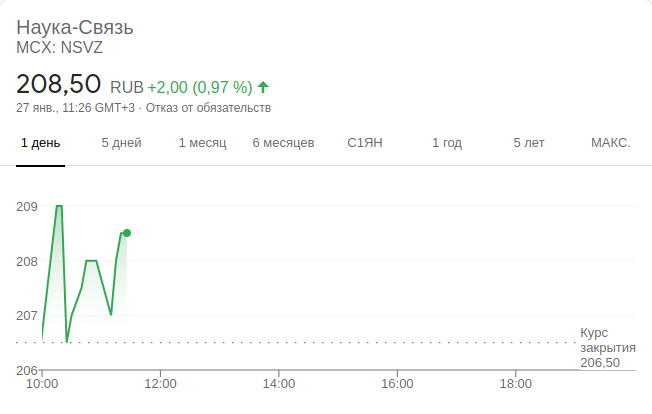 Наука-Связь
MCX: NSVZ
208,50 RUB +2,00 (0,97 %)
27 янв., 11:26 GMT+3 · Отказ от обязательств
1 день 5 дней 1 месяц 6 месяцев С1ЯН 1 год 5 лет МАКС.
209
208
207
Курс
закрытия
206,50
206
10:00 12:00 14:00 16:00 18:00